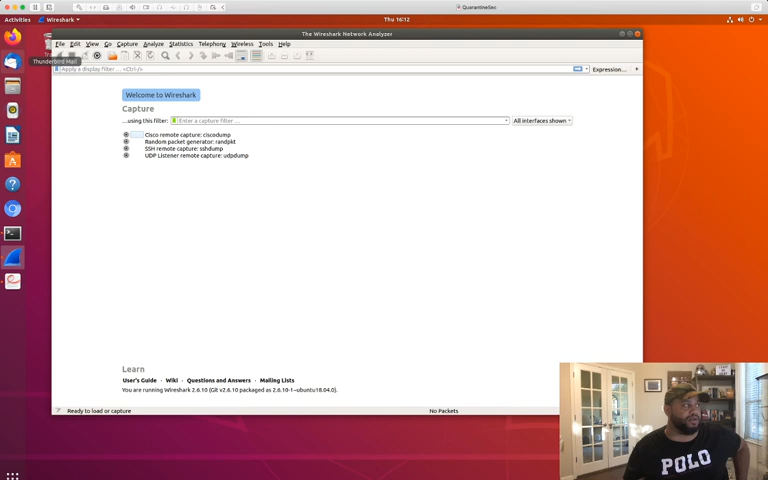 QuarantineSec
Activities
Wireshark
Thu 16:12
The Wireshark Network Analyzer
File Edit View Go Capture Analyze Statistics Telephony Wireless Tools Help
Thunderbird Mail
Apply a display filter ... <Ctrl-/>
Expression...
+
Welcome to Wireshark
Capture
...using this filter:
Enter a capture filter ...
All interfaces shown
Cisco remote capture: ciscodump
Random packet generator: randpkt
SSH remote capture: sshdump
UDP Listener remote capture: udpdump
Learn
User's Guide · Wiki · Questions and Answers · Mailing Lists
You are running Wireshark 2.6.10 (Git v2.6.10 packaged as 2.6.10-1~ubuntu18.04.0).
Ready to load or capture
No Packets
POLO